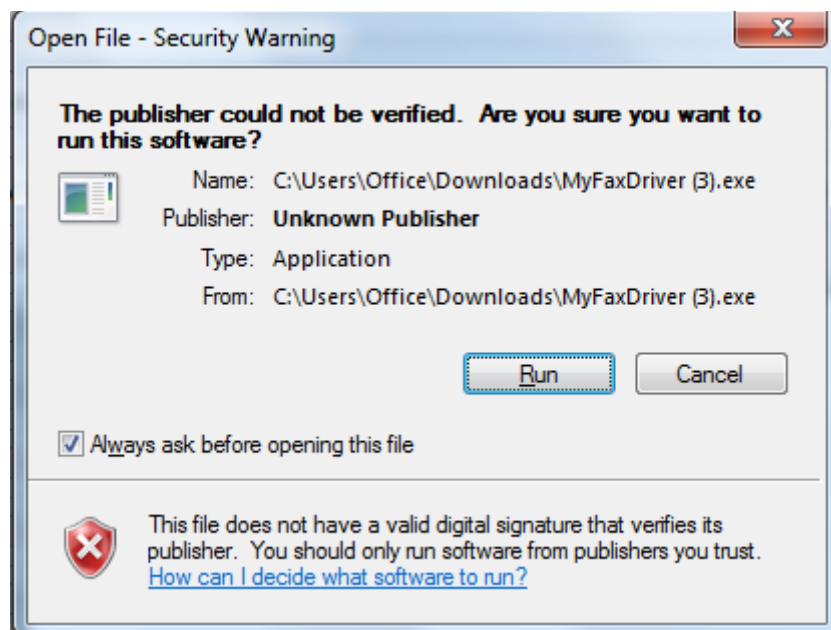 Open File - Security Warning
The publisher could not be verified. Are you sure you want to
run this software?
Name: C:\Users\Office\Downloads\MyFaxDriver (3).exe
Publisher: Unknown Publisher
Type: Application
From: C:\Users\Office\Downloads\MyFaxDriver (3).exe
Run Cancel
Always ask before opening this file
This file does not have a valid digital signature that verifies its
publisher. You should only run software from publishers you trust.
How can I decide what software to run?